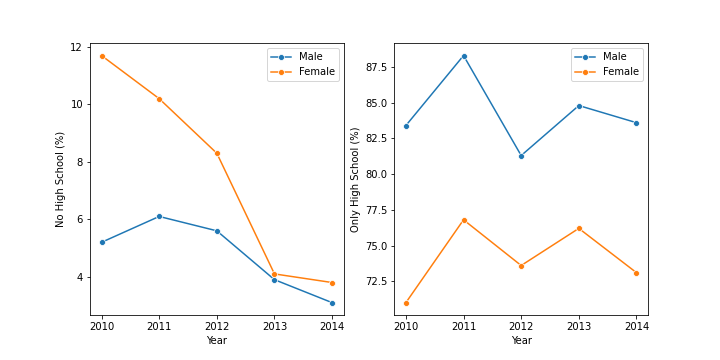 No High School (%)
12
10
8
6
4
2010 2011 2012 2013 2014
Year
Male
Female
Only High School (%)
87.5
85.0
82.5
80.0
77.5
75.0
72.5
2010 2011 2012 2013 2014
Year
Male
Female